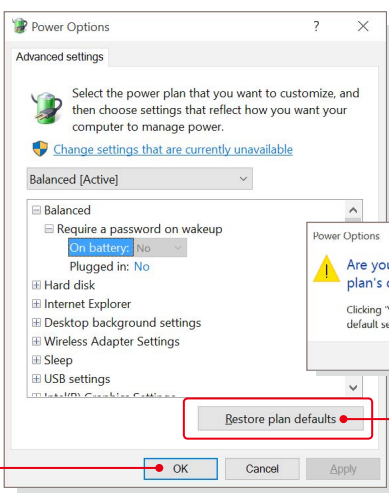 Power Options
Advanced settings
Select the power plan that you want to customize, and
then choose settings that reflect how you want your
computer to manage power.
Change settings that are currently unavailable
Balanced [Active]
Balanced
Require a password on wakeup
On battery: No
Plugged in: No
Hard disk
Internet Explorer
Desktop background settings
Wireless Adapter Settings
Sleep
USB settings
Intel(R) Graphics Settings
Power Options
Are you
plan's
Clicking
default
Restore plan defaults
OK Cancel Apply